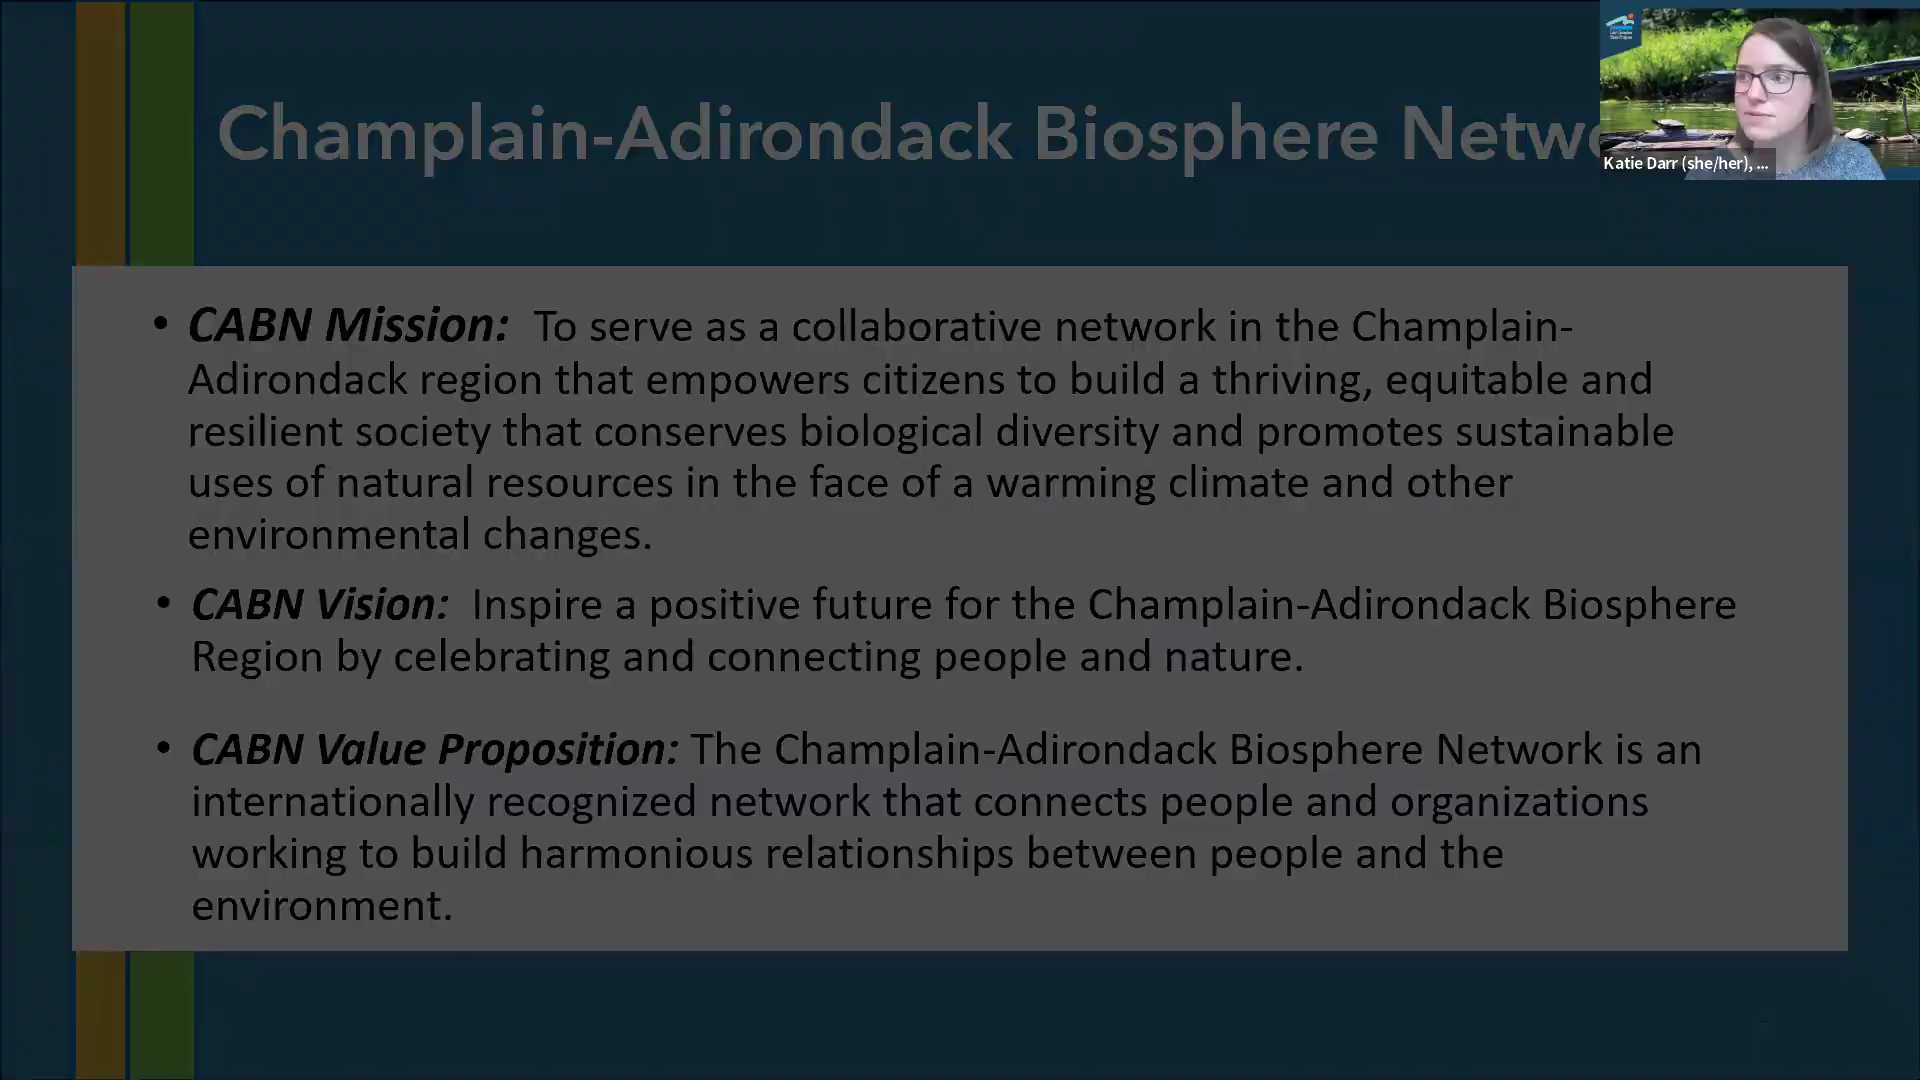 Champlain-Adirondack Biosphere Netwo
Katie Darr (she/her), ...
• CABN Mission: To serve as a collaborative network in the Champlain-
Adirondack region that empowers citizens to build a thriving, equitable and
resilient society that conserves biological diversity and promotes sustainable
uses of natural resources in the face of a warming climate and other
environmental changes.
• CABN Vision: Inspire a positive future for the Champlain-Adirondack Biosphere
Region by celebrating and connecting people and nature.
• CABN Value Proposition: The Champlain-Adirondack Biosphere Network is an
internationally recognized network that connects people and organizations
working to build harmonious relationships between people and the
environment.